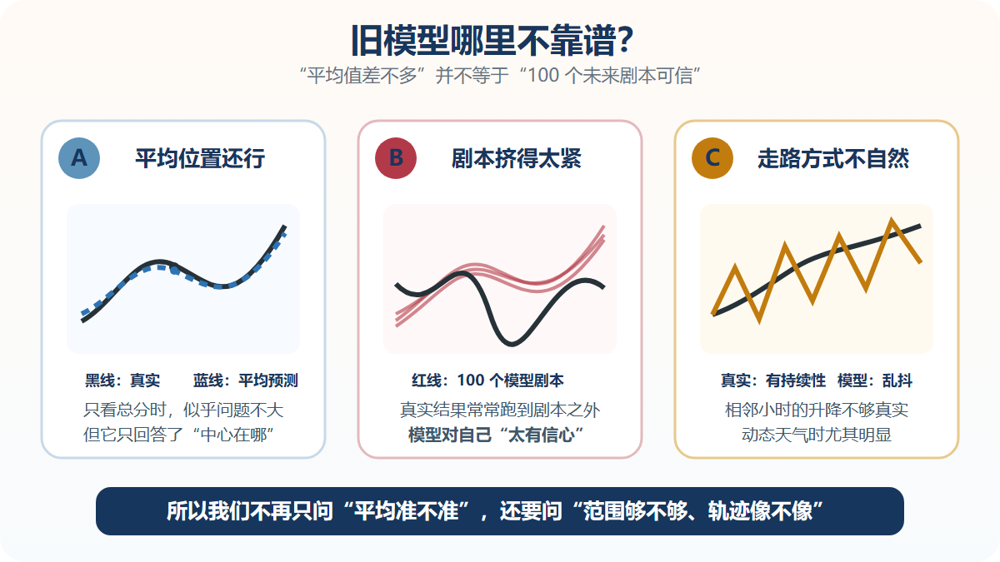 旧模型哪里不靠谱？
“平均值差不多”并不等于“100 个未来剧本可信”
A 平均位置还行
黑线：真实 蓝线：平均预测
只看总分时，似乎问题不大
但它只回答了“中心在哪”
B 剧本挤得太紧
红线：100 个模型剧本
真实结果常常跑到剧本之外
模型对自己“太有信心”
C 走路方式不自然
真实：有持续性 模型：乱抖
相邻小时的升降不够真实
动态天气时尤其明显
所以我们不再只问“平均准不准”，还要问“范围够不够、轨迹像不像”